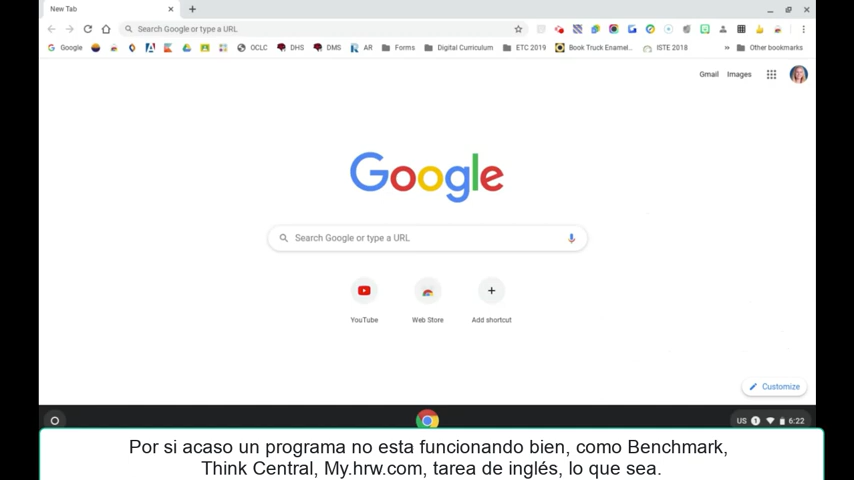 New Tab
Search Google or type a URL
Google OCLC DHS DMS AR Forms Digital Curriculum ETC 2019 Book Truck Enamel... ISTE 2018 » Other bookmarks
Gmail Images
Google
Search Google or type a URL
YouTube Web Store Add shortcut
Customize
US 1 6:22
Por si acaso un programa no esta funcionando bien, como Benchmark,
Think Central, My.hrw.com, tarea de inglés, lo que sea.